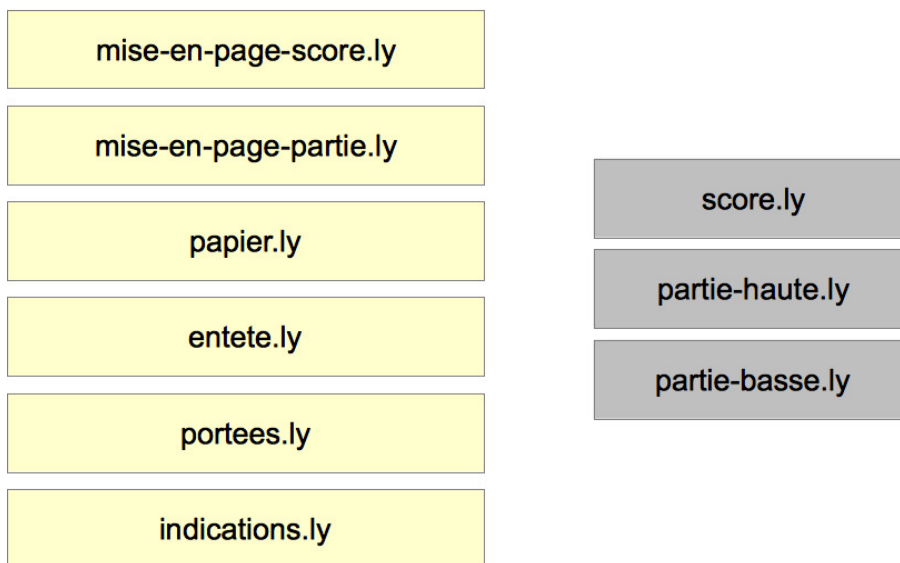 mise-en-page-score.ly
mise-en-page-partie.ly
papier.ly
entete.ly
portees.ly
indications.ly
score.ly
partie-haute.ly
partie-basse.ly